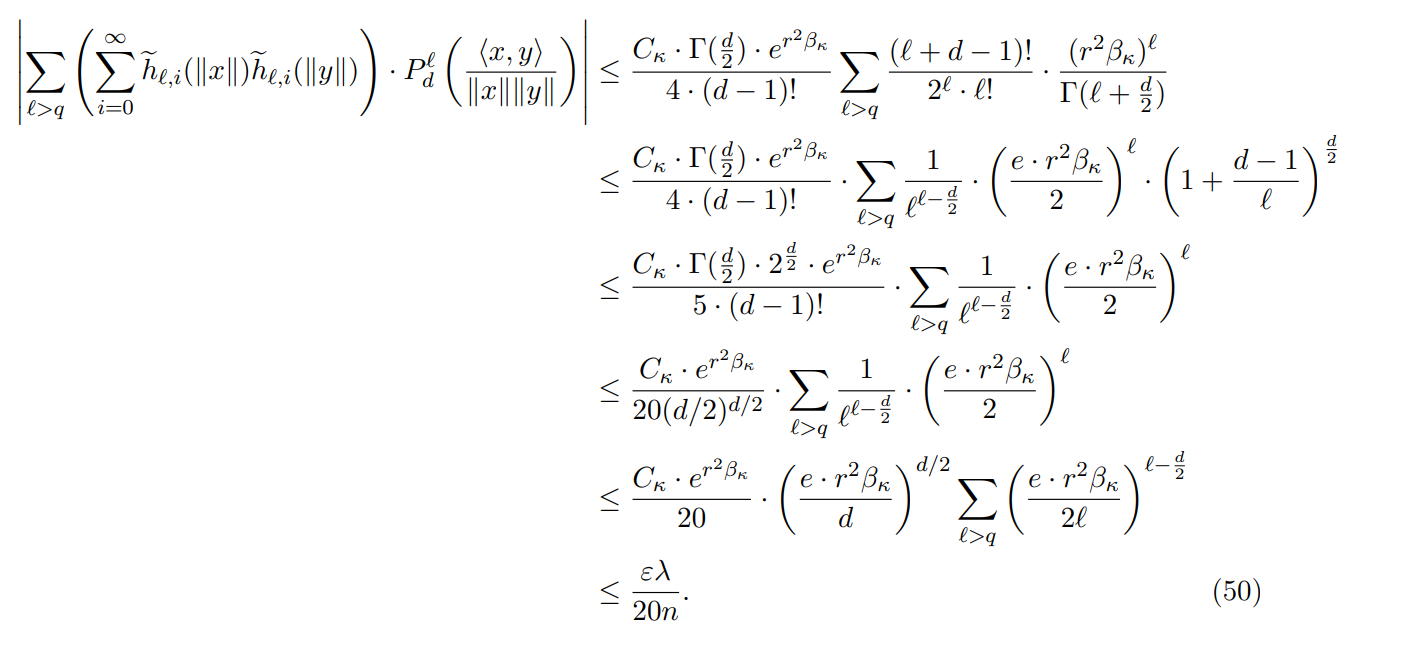 $\left| \sum_{\ell>q} \left( \sum_{i=0}^{\infty} \widetilde{h}_{\ell,i}(\|x\|) \widetilde{h}_{\ell,i}(\|y\|) \right) \cdot P_d^{\ell} \left( \frac{\langle x, y \rangle}{\|x\|\|y\|} \right) \right| \leq \frac{C_\kappa \cdot \Gamma(\frac{d}{2}) \cdot e^{r^2 \beta_\kappa}}{4 \cdot (d-1)!} \sum_{\ell>q} \frac{(\ell+d-1)!}{2^\ell \cdot \ell!} \cdot \frac{(r^2 \beta_\kappa)^\ell}{\Gamma(\ell+\frac{d}{2})}$
$\leq \frac{C_\kappa \cdot \Gamma(\frac{d}{2}) \cdot e^{r^2 \beta_\kappa}}{4 \cdot (d-1)!} \cdot \sum_{\ell>q} \frac{1}{\ell^{\ell-\frac{d}{2}}} \cdot \left( \frac{e \cdot r^2 \beta_\kappa}{2} \right)^\ell \cdot \left( 1 + \frac{d-1}{\ell} \right)^{\frac{d}{2}}$
$\leq \frac{C_\kappa \cdot \Gamma(\frac{d}{2}) \cdot 2^{\frac{d}{2}} \cdot e^{r^2 \beta_\kappa}}{5 \cdot (d-1)!} \cdot \sum_{\ell>q} \frac{1}{\ell^{\ell-\frac{d}{2}}} \cdot \left( \frac{e \cdot r^2 \beta_\kappa}{2} \right)^\ell$
$\leq \frac{C_\kappa \cdot e^{r^2 \beta_\kappa}}{20(d/2)^{d/2}} \cdot \sum_{\ell>q} \frac{1}{\ell^{\ell-\frac{d}{2}}} \cdot \left( \frac{e \cdot r^2 \beta_\kappa}{2} \right)^\ell$
$\leq \frac{C_\kappa \cdot e^{r^2 \beta_\kappa}}{20} \cdot \left( \frac{e \cdot r^2 \beta_\kappa}{d} \right)^{d/2} \sum_{\ell>q} \left( \frac{e \cdot r^2 \beta_\kappa}{2\ell} \right)^{\ell-\frac{d}{2}}$
$\leq \frac{\varepsilon\lambda}{20n}.$ (50)